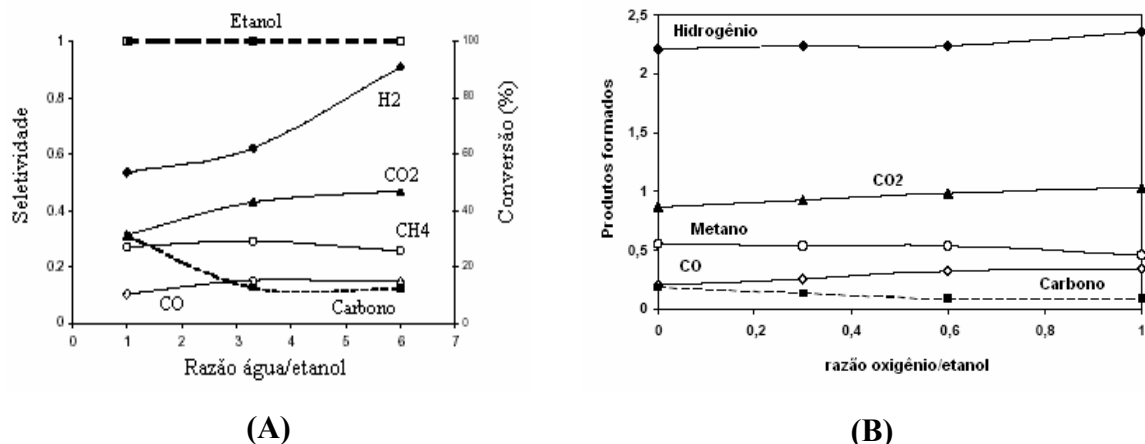 Etanol
1
0.8
0.6
0.4
0.2
0
100
80
60
40
20
0
H2
CO2
CH4
CO
Carbono
0 1 2 3 4 5 6 7
Seletividade
Conversão (%)
Razão água/etanol
(A)
2,5
2
1,5
1
0,5
0
Hidrogênio
CO2
Metano
CO
Carbono
0 0,2 0,4 0,6 0,8 1
Produtos formados
razão oxigênio/etanol
(B)